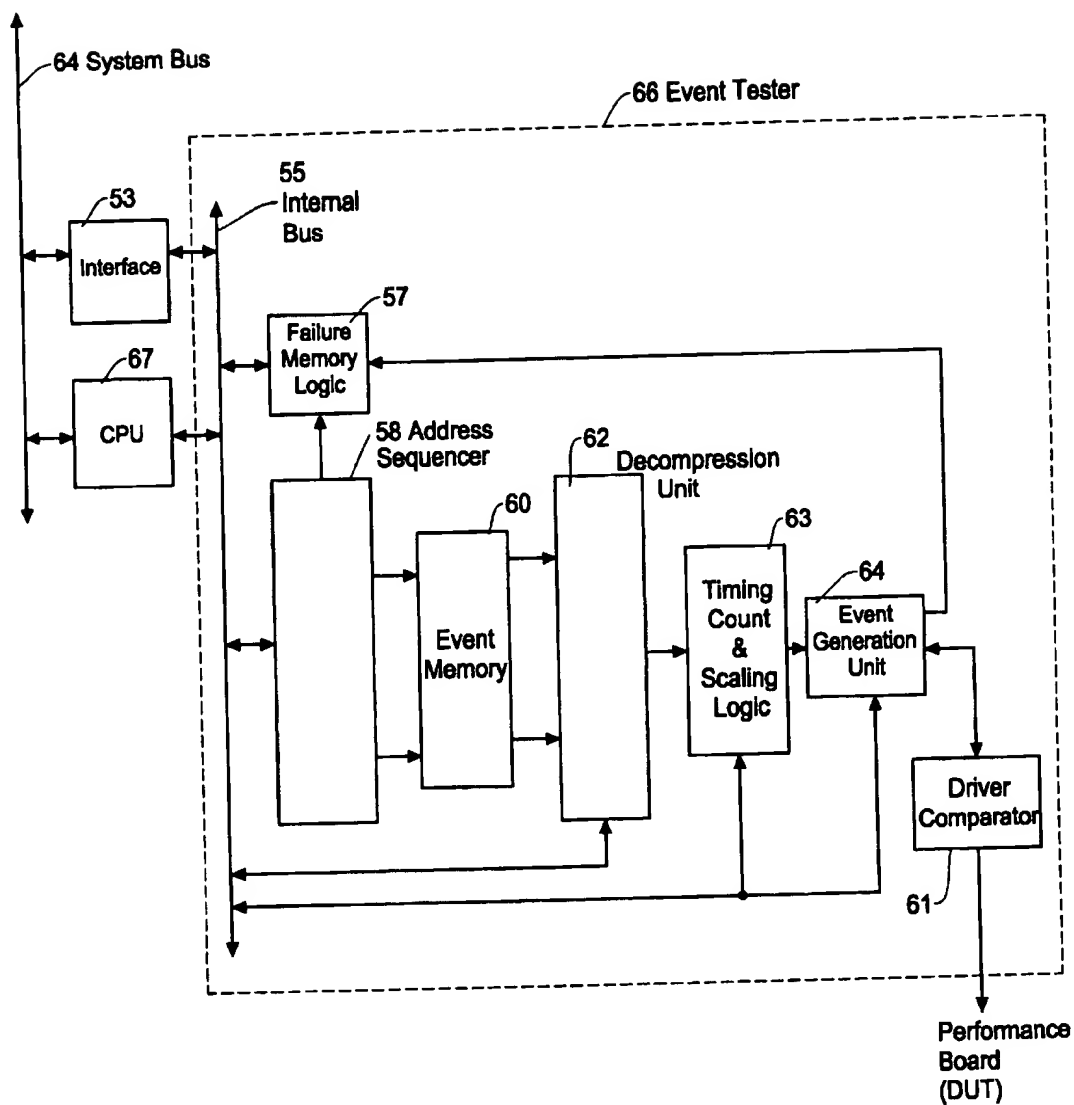 64 System Bus
66 Event Tester
53
Interface
55
Internal
Bus
67
CPU
57
Failure
Memory
Logic
58 Address
Sequencer
60
Event
Memory
62
Decompression
Unit
63
Timing
Count
&
Scaling
Logic
64
Event
Generation
Unit
Driver
Comparator
61
Performance
Board
(DUT)